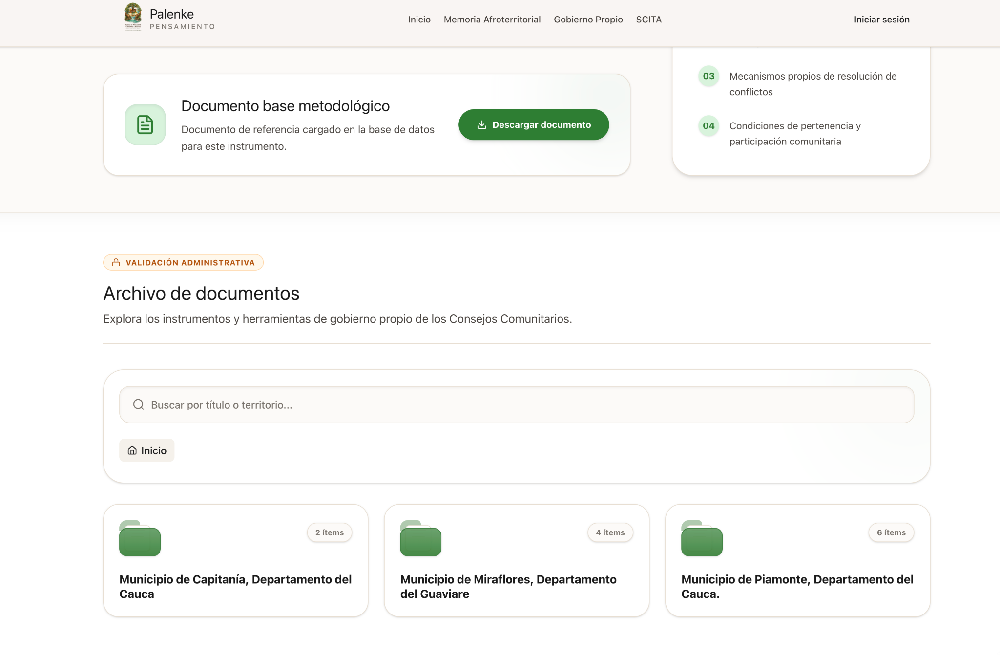 Palenke
PENSAMIENTO
Inicio
Memoria Afroterritorial
Gobierno Propio
SCITA
Iniciar sesión
Documento base metodológico
Documento de referencia cargado en la base de datos
para este instrumento.
Descargar documento
03
Mecanismos propios de resolución de
conflictos
04
Condiciones de pertenencia y
participación comunitaria
VALIDACIÓN ADMINISTRATIVA
Archivo de documentos
Explora los instrumentos y herramientas de gobierno propio de los Consejos Comunitarios.
Buscar por título o territorio...
Inicio
2 ítems
Municipio de Capitanía, Departamento del
Cauca
4 ítems
Municipio de Miraflores, Departamento
del Guaviare
6 ítems
Municipio de Piamonte, Departamento del
Cauca.